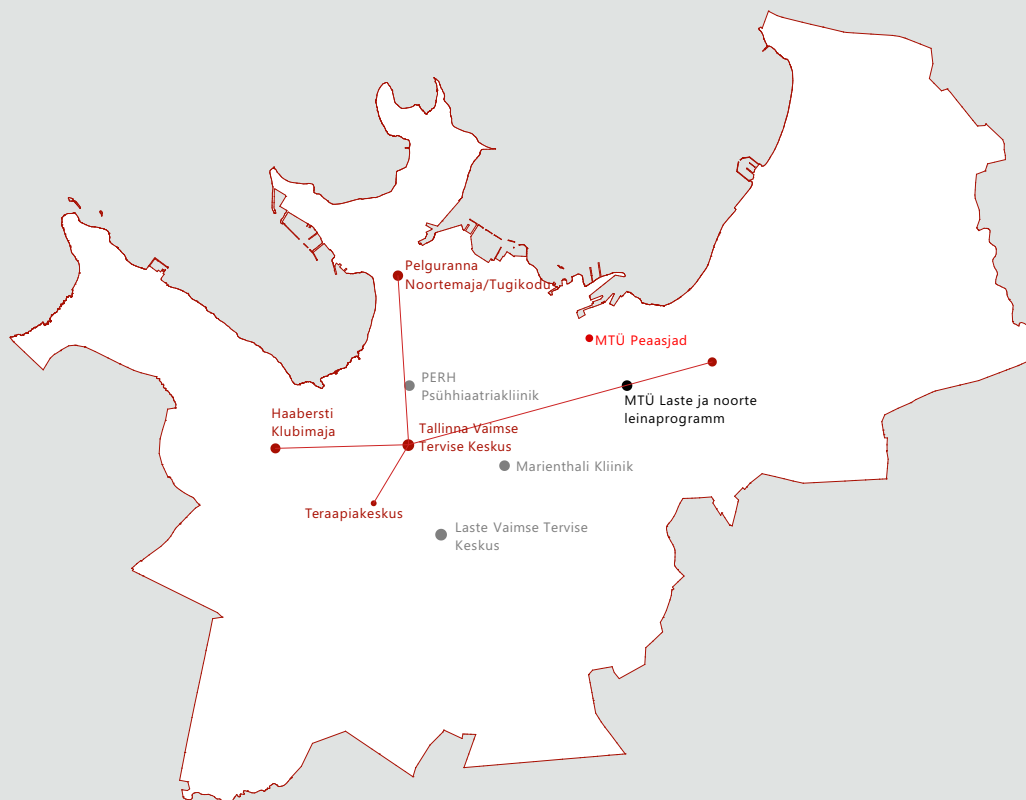 Pelguranna
Noortemaja/Tugikodu
MTÜ Peaasjad
PERH
Psühhiaatriakliinik
MTÜ Laste ja noorte
leinaprogramm
Haabersti
Klubimaja
Tallinna Vaimse
Tervise Keskus
Marienthali Kliinik
Teraapiakeskus
Laste Vaimse Tervise
Keskus